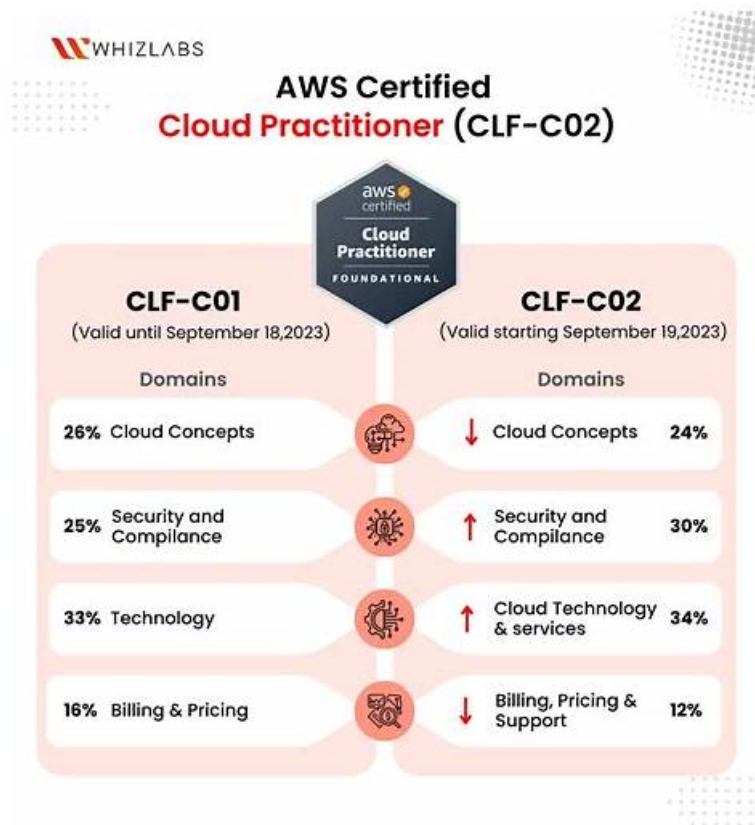 WHIZLABS
AWS Certified
Cloud Practitioner (CLF-C02)
aws
certified
Cloud
Practitioner
FOUNDATIONAL
CLF-C01
(Valid until September 18,2023)
Domains
26% Cloud Concepts
25% Security and
Compilance
33% Technology
16% Billing & Pricing
CLF-C02
(Valid starting September 19,2023)
Domains
↓ Cloud Concepts 24%
↑ Security and
Compilance 30%
↑ Cloud Technology
& services 34%
↓ Billing, Pricing &
Support 12%